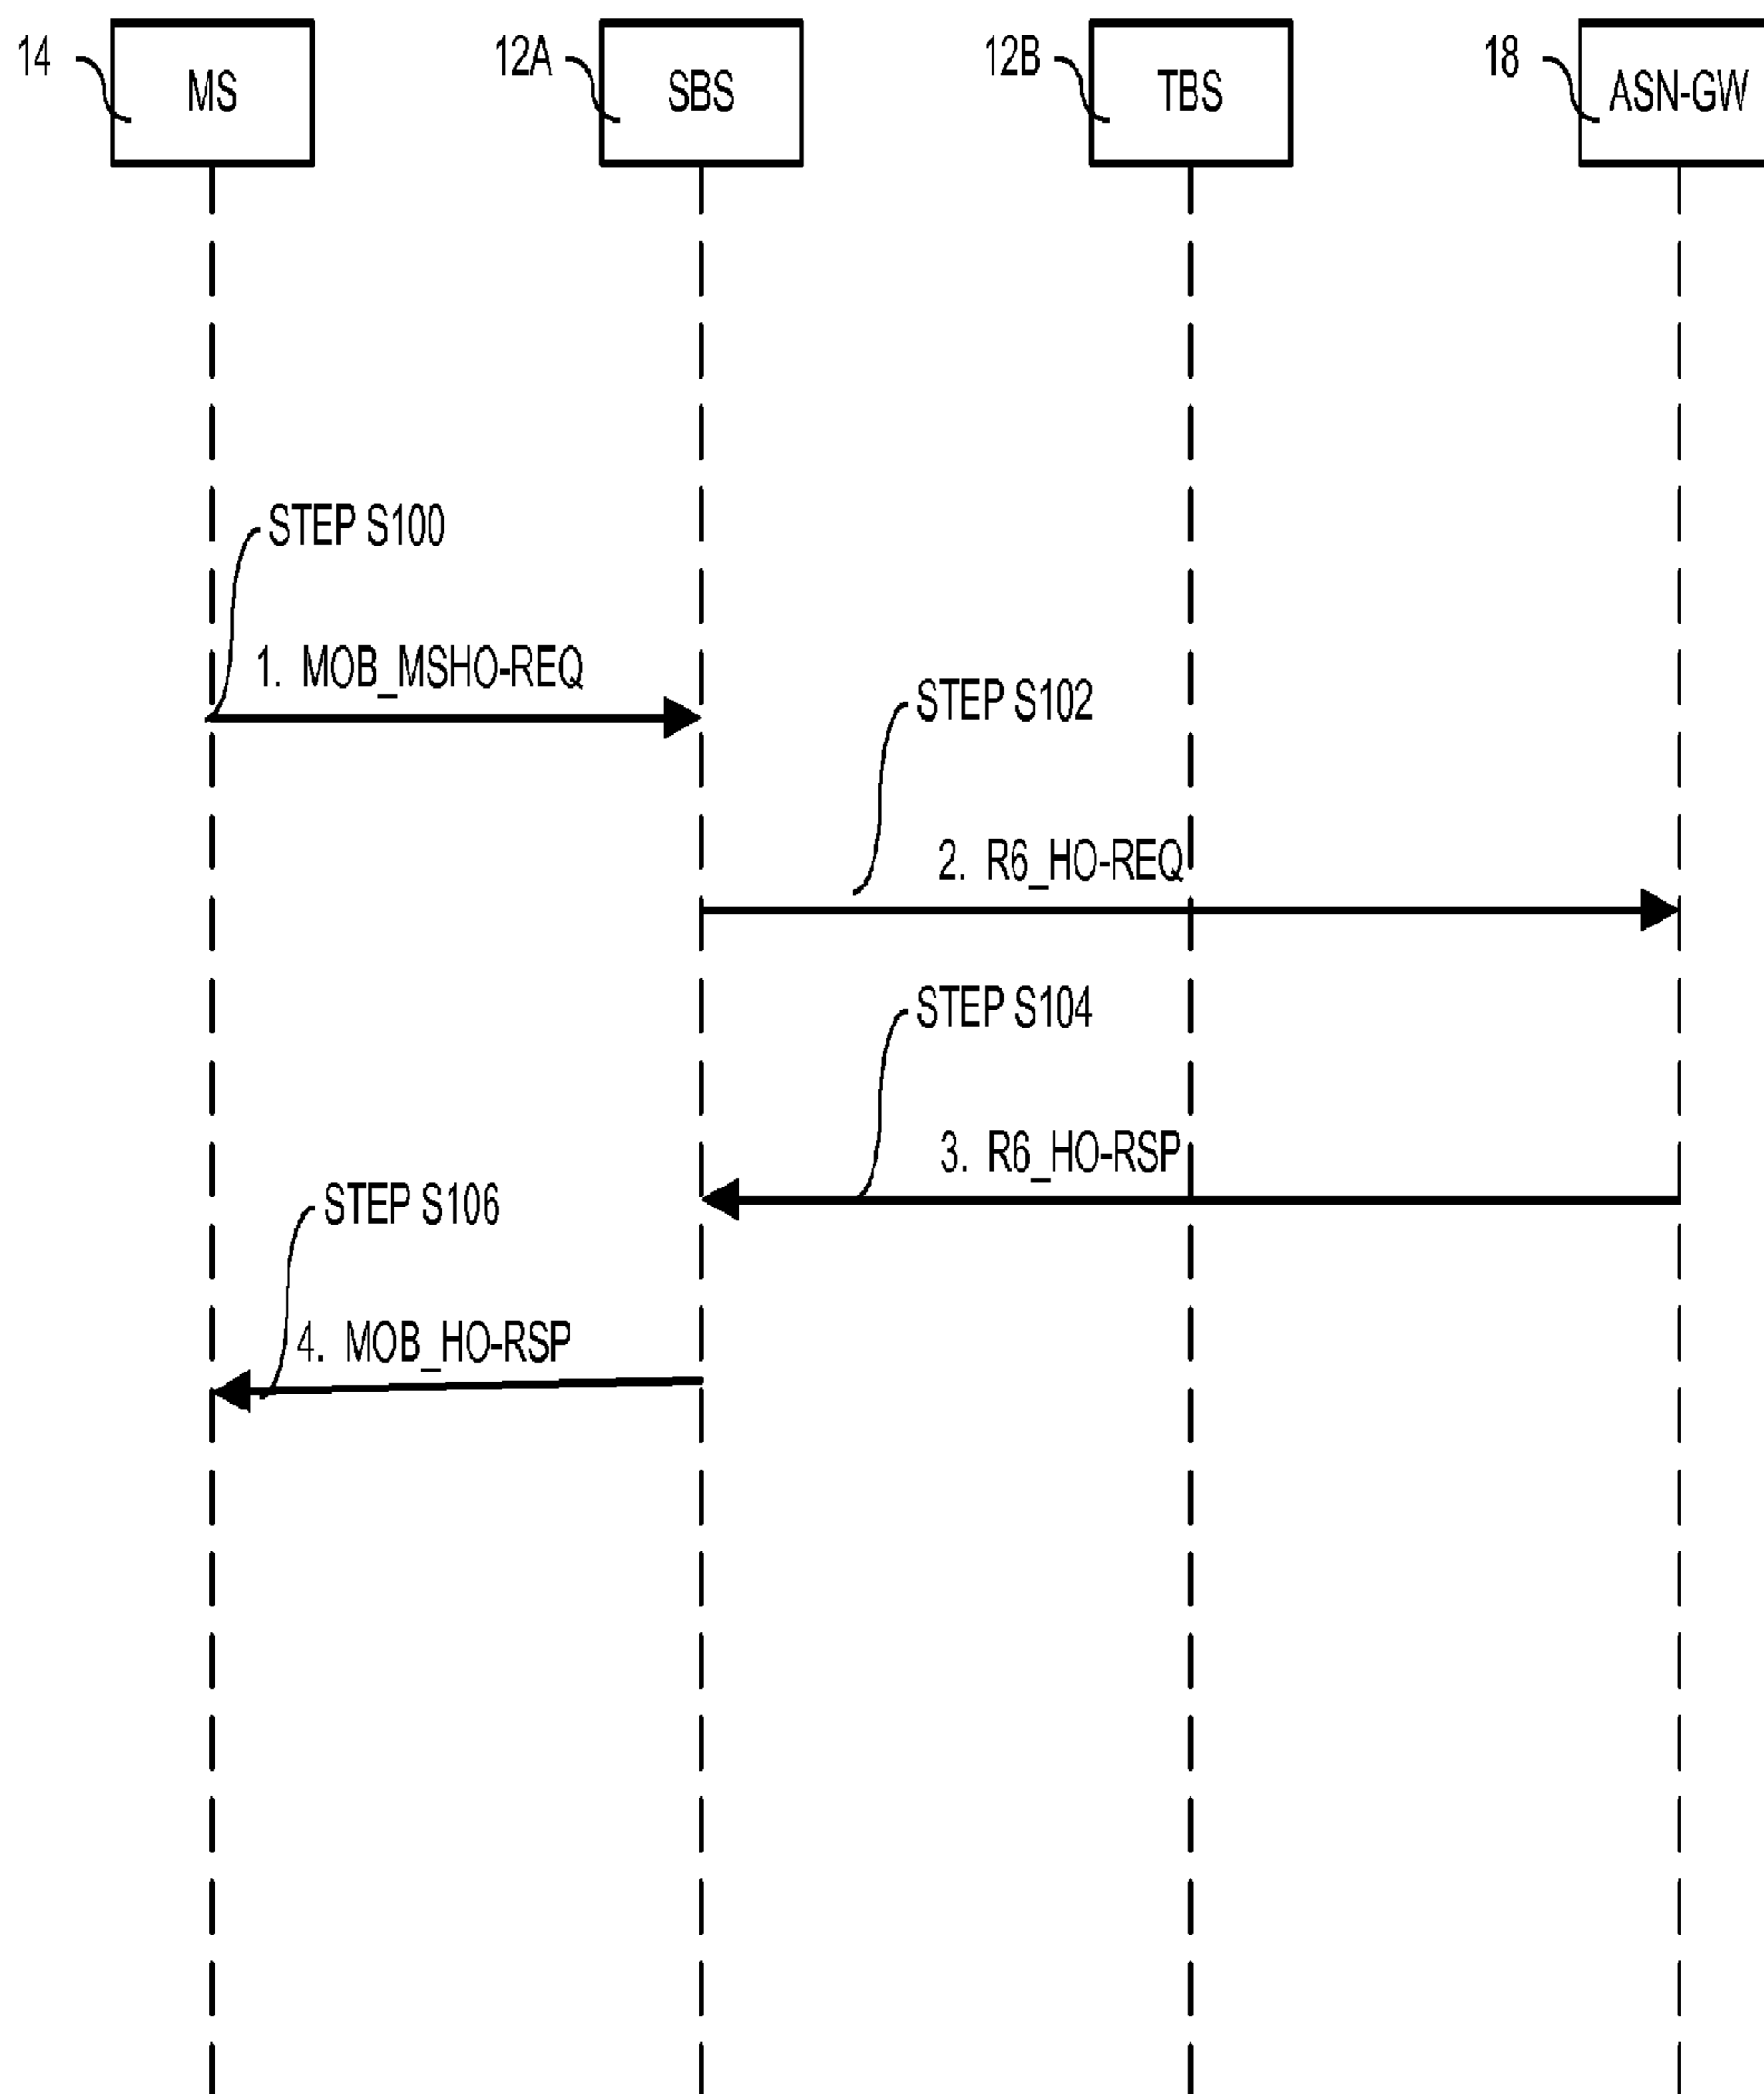 14
MS
12A
SBS
12B
TBS
18
ASN-GW
STEP S100
1. MOB_MSHO-REQ
STEP S102
2. R6_HO-REQ
STEP S104
3. R6_HO-RSP
STEP S106
4. MOB_HO-RSP